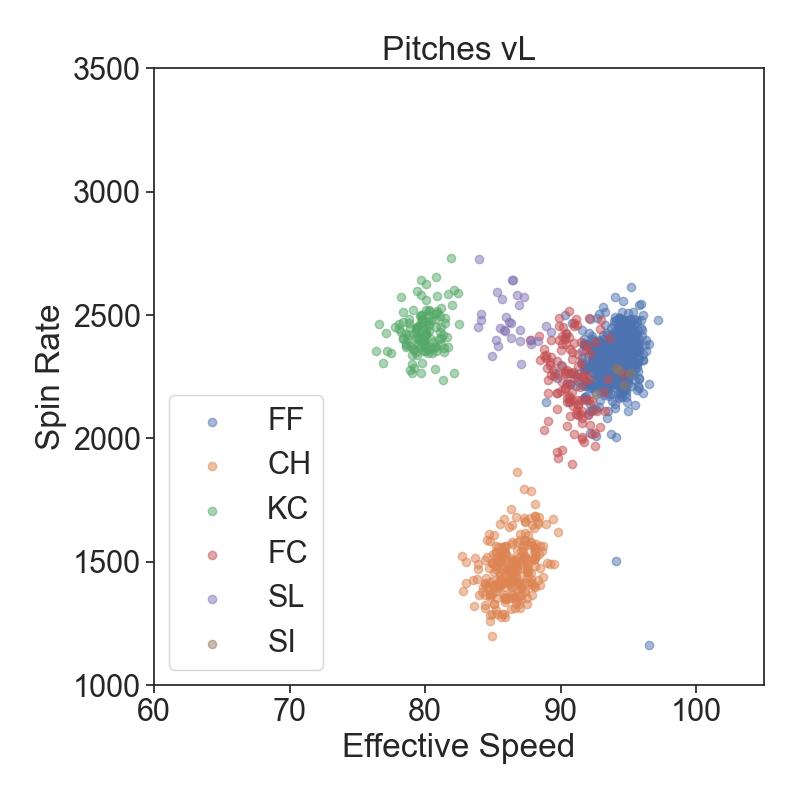 Pitches vL
3500
3000
2500
2000
1500
1000
Spin Rate
FF
CH
KC
FC
SL
SI
60 70 80 90 100
Effective Speed